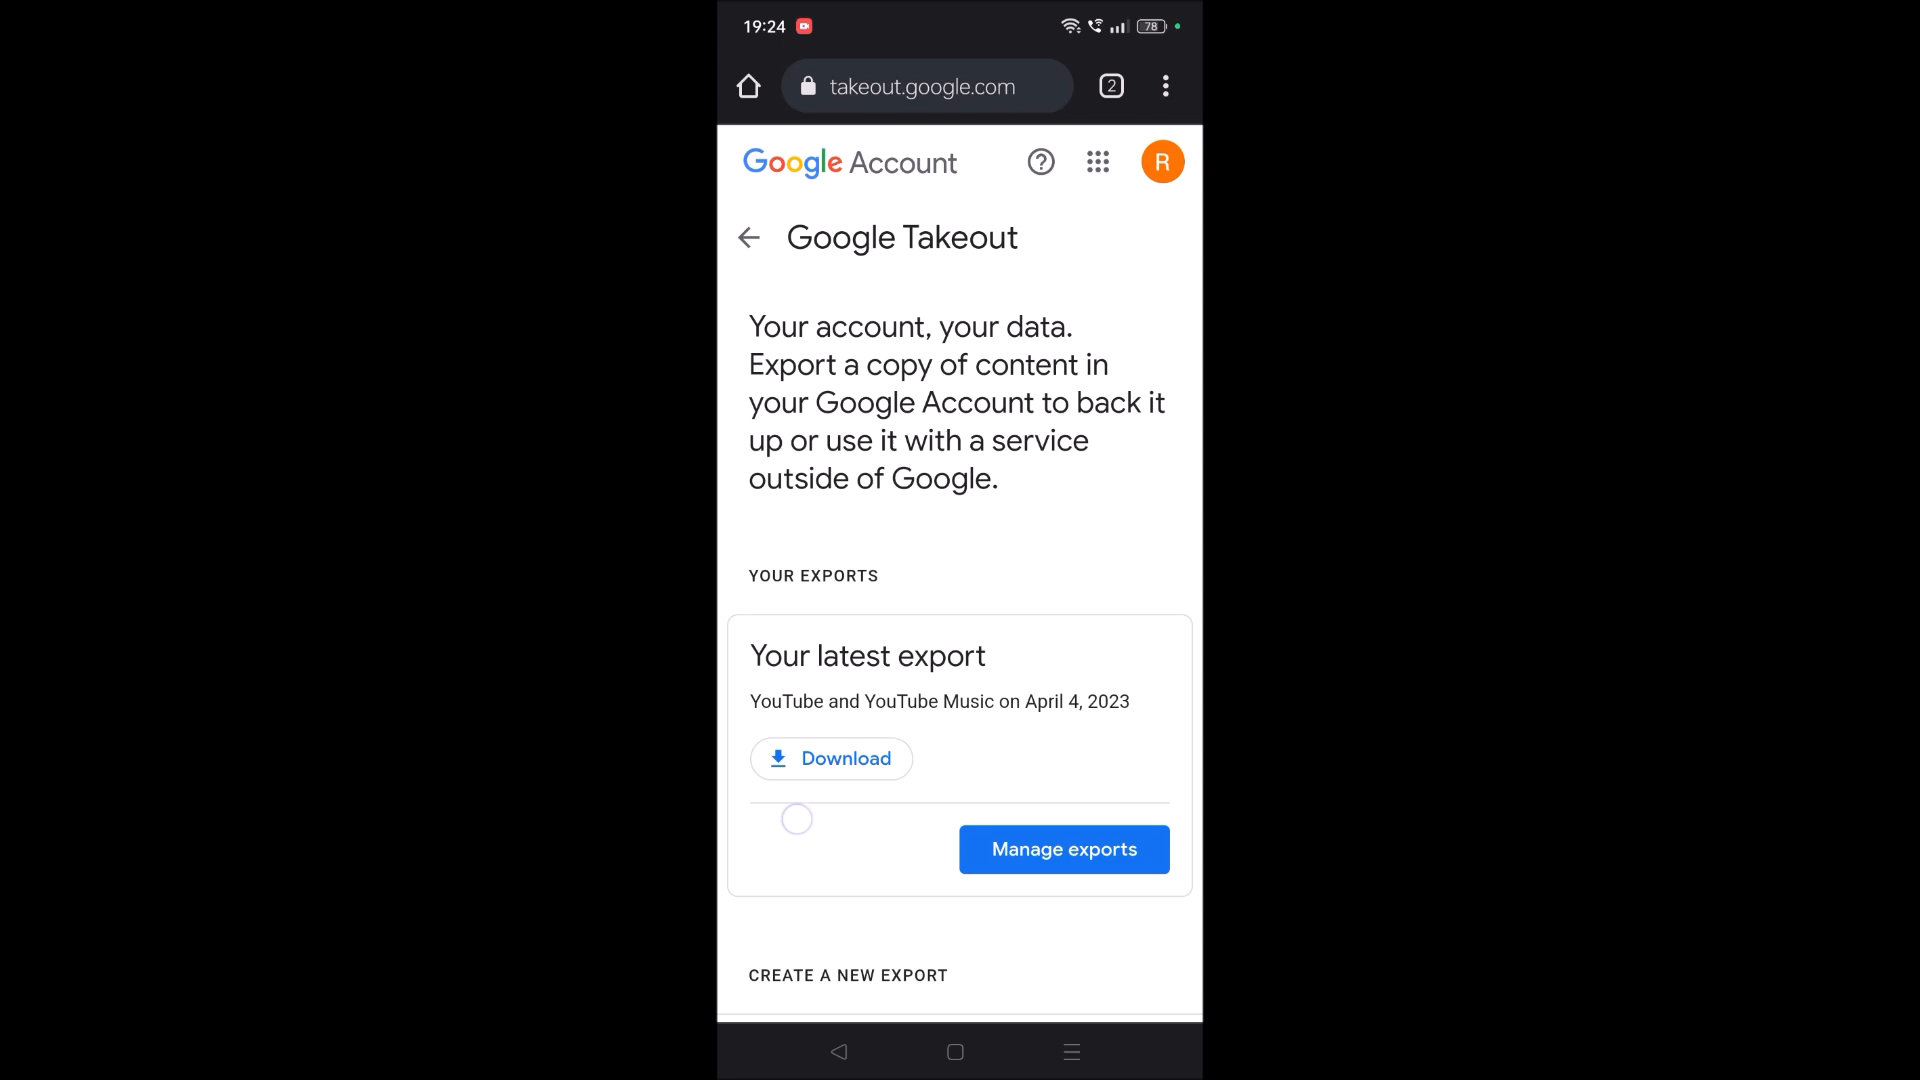 19:24
78
takeout.google.com
2
Google Account
R
Google Takeout
Your account, your data.
Export a copy of content in
your Google Account to back it
up or use it with a service
outside of Google.
YOUR EXPORTS
Your latest export
YouTube and YouTube Music on April 4, 2023
Download
Manage exports
CREATE A NEW EXPORT